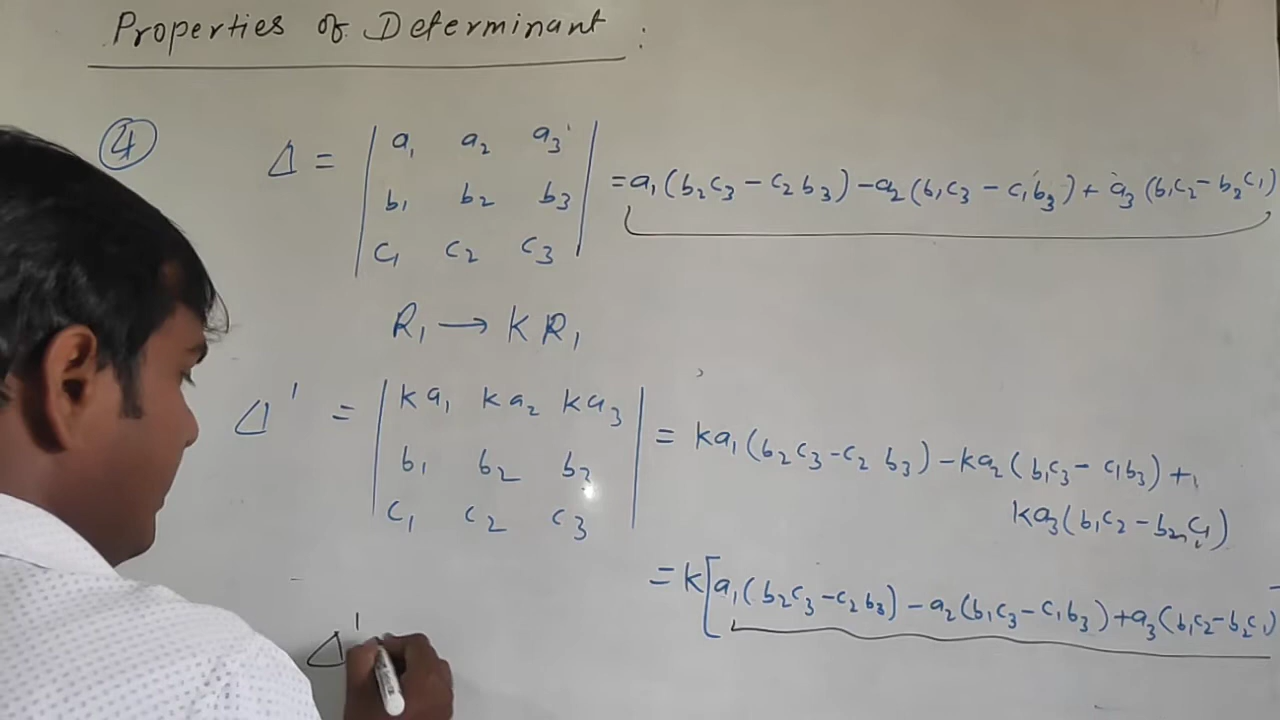 Properties of Determinant :
④ Δ = | a₁ a₂ a₃ | = a₁(b₂c₃ - c₂b₃) - a₂(b₁c₃ - c₁b₃) + a₃(b₁c₂ - b₂c₁)
b₁ b₂ b₃
c₁ c₂ c₃
R₁ → K R₁
Δ' = | ka₁ ka₂ ka₃ | = ka₁(b₂c₃ - c₂b₃) - ka₂(b₁c₃ - c₁b₃) +
b₁ b₂ b₃
ka₃(b₁c₂ - b₂c₁)
c₁ c₂ c₃
= k[a₁(b₂c₃ - c₂b₃) - a₂(b₁c₃ - c₁b₃) + a₃(b₁c₂ - b₂c₁)
Δ'